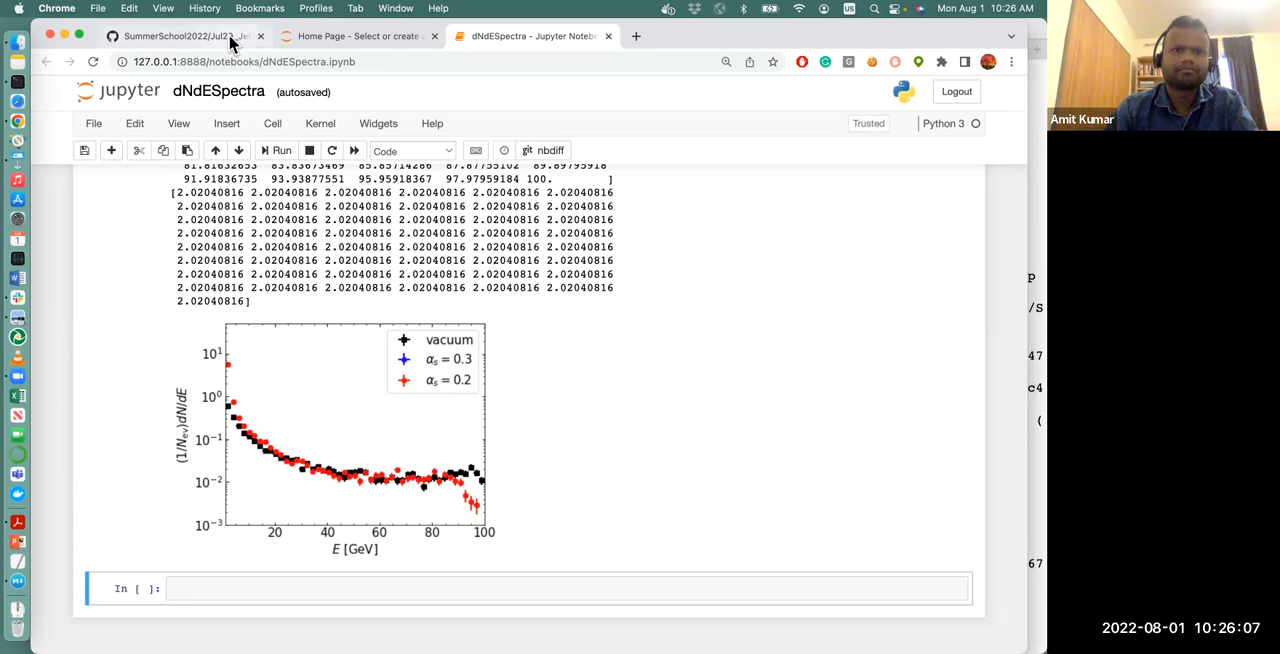 Chrome File Edit View History Bookmarks Profiles Tab Window Help
US
Mon Aug 1 10:26 AM
SummerSchool2022/Jul23_Je
Home Page - Select or create a
dNdESpectra - Jupyter Noteb
127.0.0.1:8888/notebooks/dNdESpectra.ipynb
jupyter dNdESpectra (autosaved)
Logout
File Edit View Insert Cell Kernel Widgets Help
Trusted
Python 3
Run
Code
git nbdiff
81.81632653 83.83673469 85.85714286 87.87755102 89.89795918
91.91836735 93.93877551 95.95918367 97.97959184 100. ]
[2.02040816 2.02040816 2.02040816 2.02040816 2.02040816 2.02040816
2.02040816 2.02040816 2.02040816 2.02040816 2.02040816 2.02040816
2.02040816 2.02040816 2.02040816 2.02040816 2.02040816 2.02040816
2.02040816 2.02040816 2.02040816 2.02040816 2.02040816 2.02040816
2.02040816 2.02040816 2.02040816 2.02040816 2.02040816 2.02040816
2.02040816 2.02040816 2.02040816 2.02040816 2.02040816 2.02040816
2.02040816 2.02040816 2.02040816 2.02040816 2.02040816 2.02040816
2.02040816 2.02040816 2.02040816 2.02040816 2.02040816 2.02040816
2.02040816]
vacuum
αs = 0.3
αs = 0.2
10¹
10⁰
10⁻¹
10⁻²
10⁻³
(1/Nev)dN/dE
20 40 60 80 100
E [GeV]
In [ ]:
p
/S
47
c4
(
67
Amit Kumar
2022-08-01 10:26:07